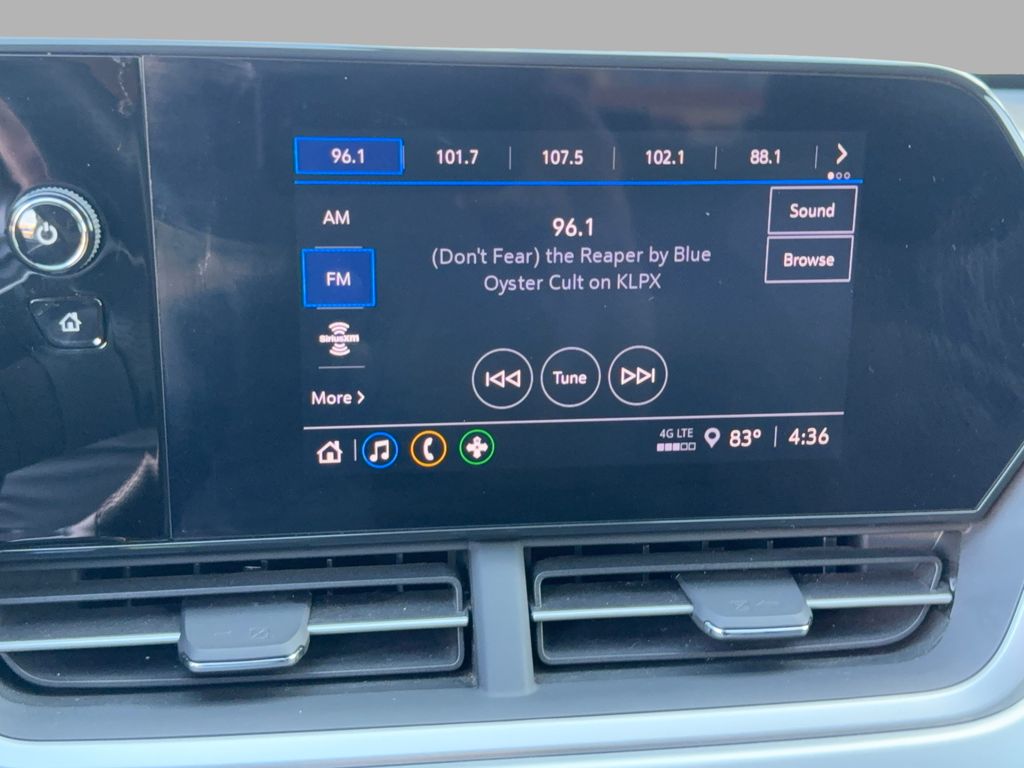 96.1
101.7
107.5
102.1
88.1
AM
96.1
Sound
(Don't Fear) the Reaper by Blue
Oyster Cult on KLPX
Browse
FM
SiriusXM
Tune
More
4G LTE
83°
4:36